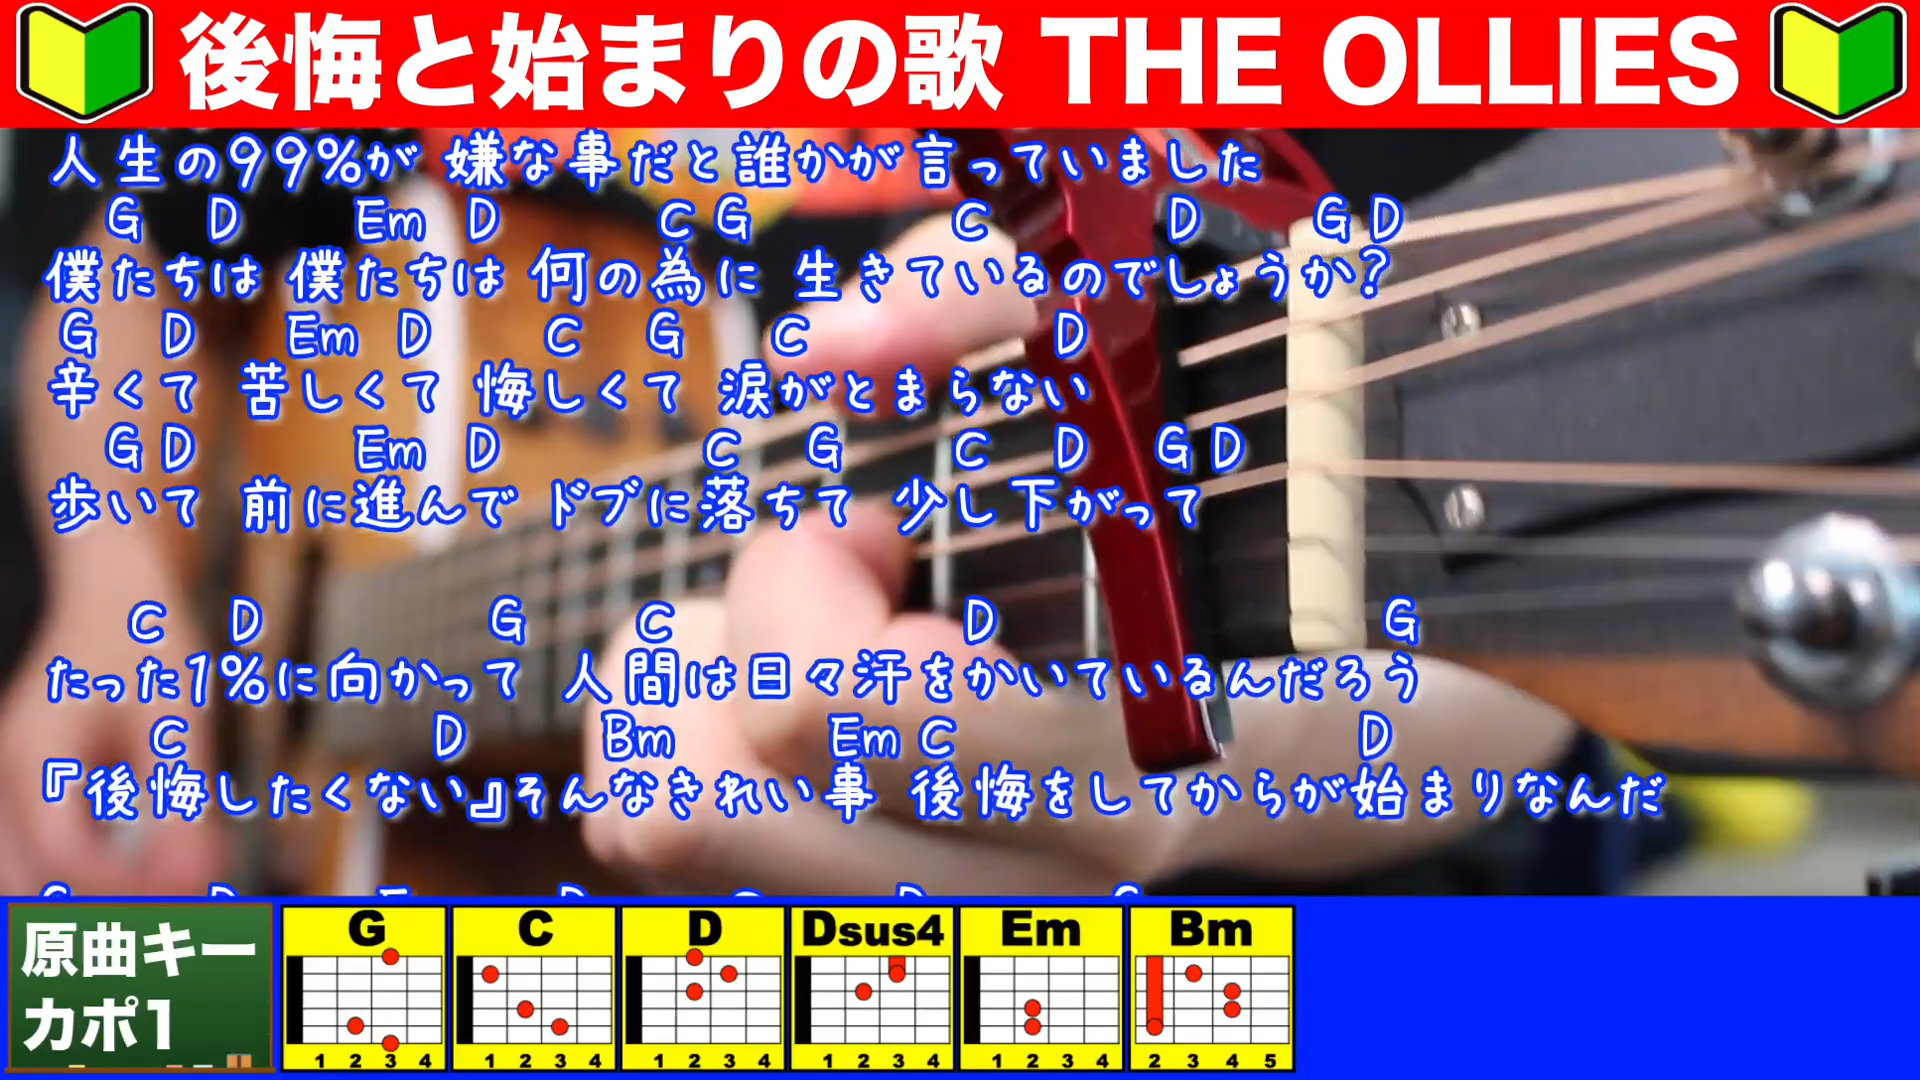 後悔と始まりの歌 THE OLLIES
人生の99%が 嫌な事だと誰かが言っていました
G D Em D C G C D G D
僕たちは 僕たちは 何の為に 生きているのでしょうか?
G D Em D C G C D
辛くて 苦しくて 悔しくて 涙がとまらない
G D Em D C G C D G D
歩いて 前に進んで ドブに落ちて 少し下がって
C D G C D G
たった1%に向かって 人間は日々汗をかいているんだろう
C D Bm Em C D
『後悔したくない』そんなきれい事 後悔をしてからが始まりなんだ
原曲キー
カポ1
G C D Dsus4 Em Bm
1 2 3 4 1 2 3 4 1 2 3 4 1 2 3 4 1 2 3 4 2 3 4 5